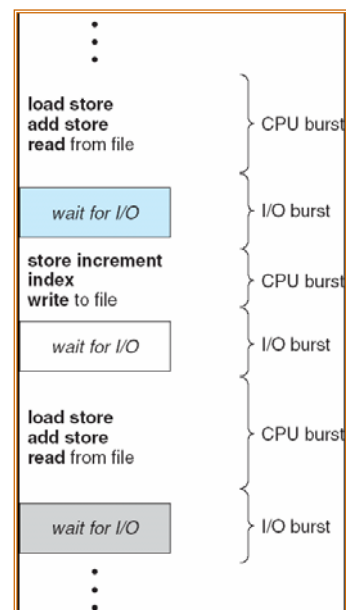 load store
add store
read from file
CPU burst
wait for I/O
I/O burst
store increment
index
write to file
CPU burst
wait for I/O
I/O burst
load store
add store
read from file
CPU burst
wait for I/O
I/O burst